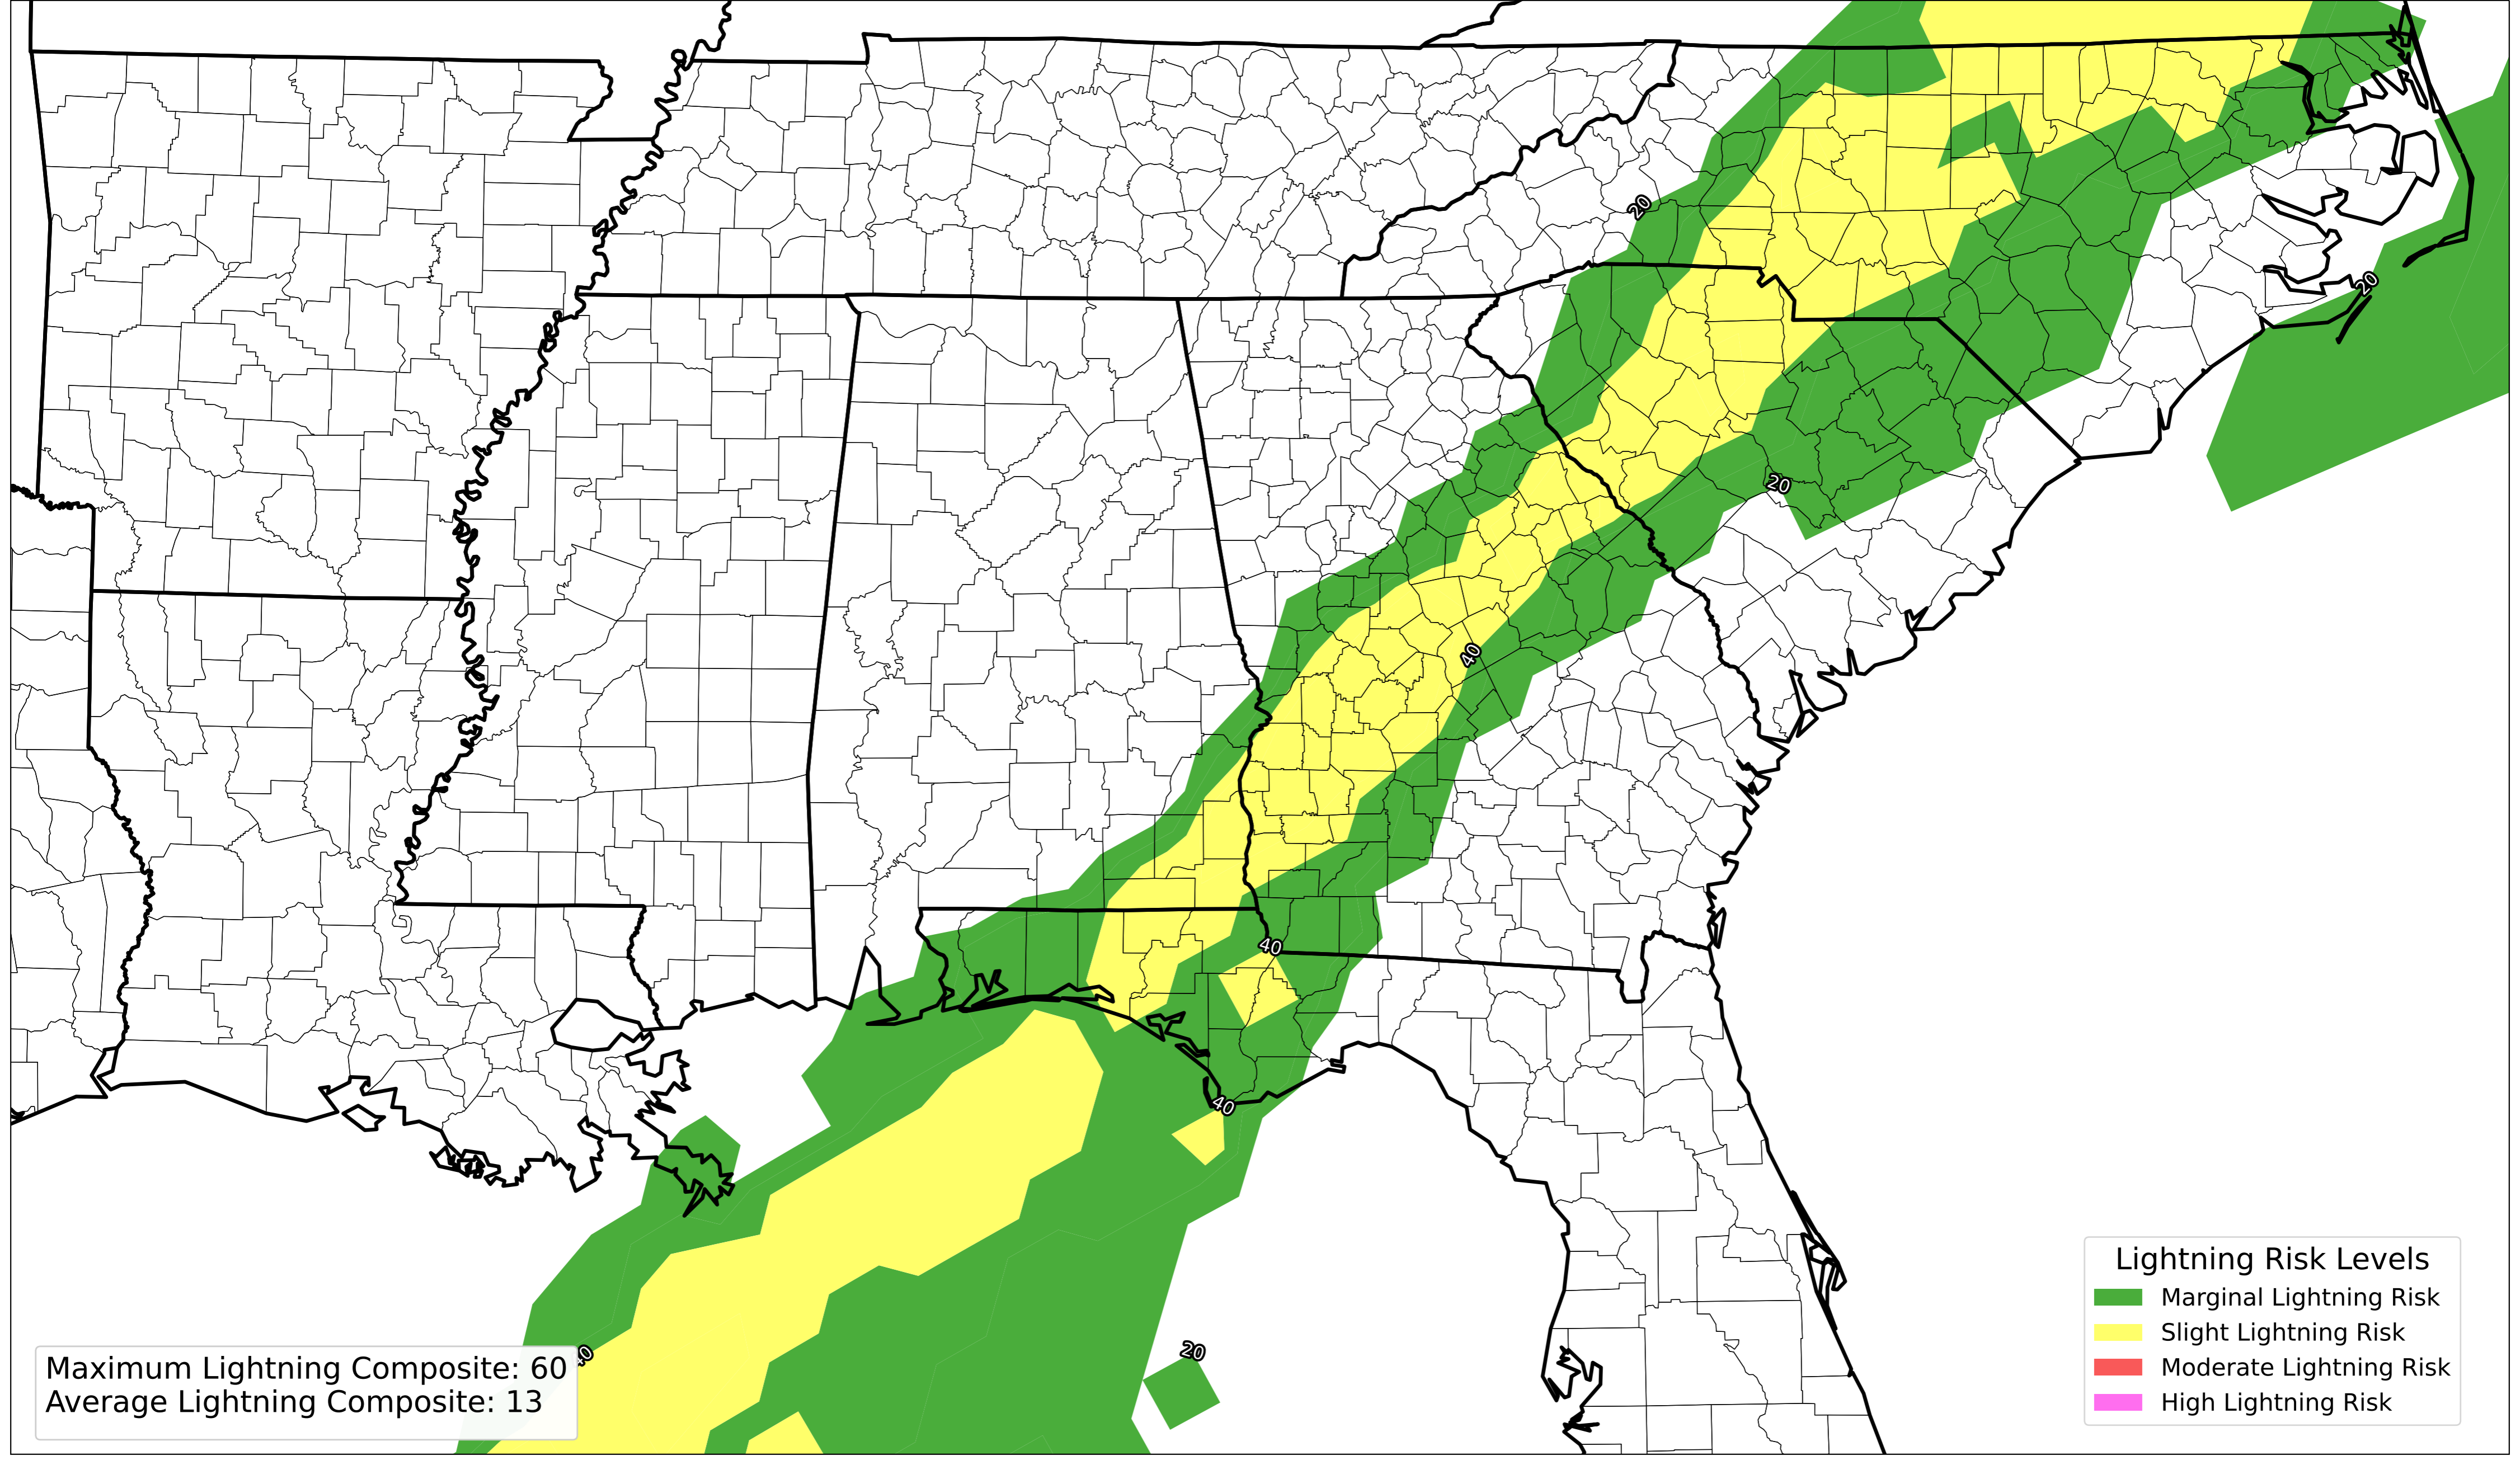 20
20
20
40
40
40
20
40
Maximum Lightning Composite: 60
Average Lightning Composite: 13
Lightning Risk Levels
Marginal Lightning Risk
Slight Lightning Risk
Moderate Lightning Risk
High Lightning Risk